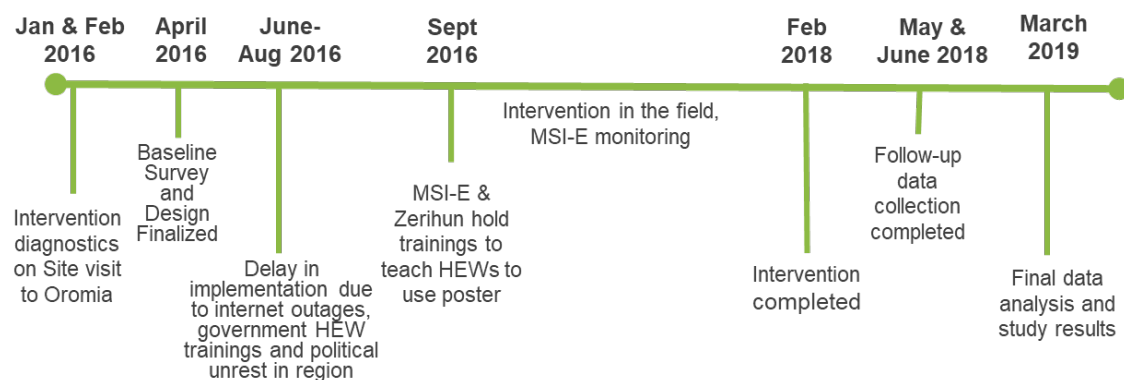 Jan & Feb
2016
April
2016
June-
Aug 2016
Sept
2016
Feb
2018
May &
June 2018
March
2019
Intervention
diagnostics
on Site visit
to Oromia
Baseline
Survey
and
Design
Finalized
Delay in
implementation due
to internet outages,
government HEW
trainings and political
unrest in region
MSI-E &
Zerihun hold
trainings to
teach HEWs to
use poster
Intervention in the field,
MSI-E monitoring
Intervention
completed
Follow-up
data
collection
completed
Final data
analysis and
study results